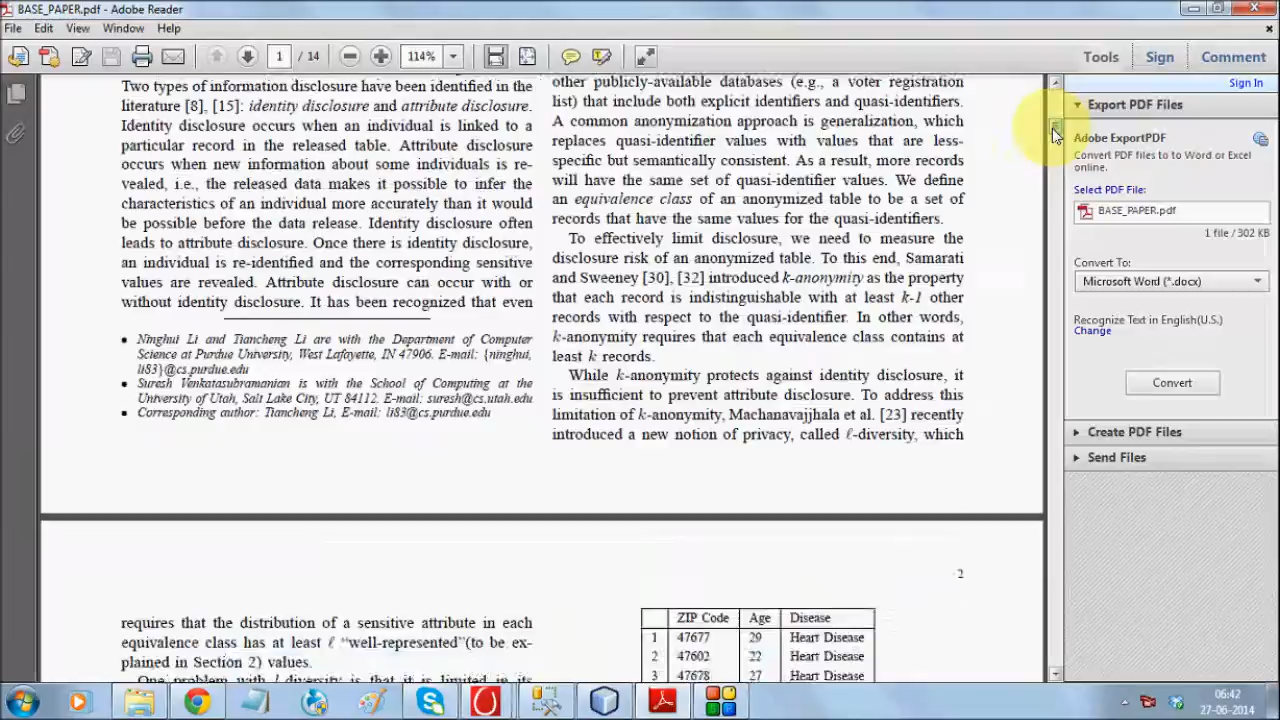 BASE_PAPER.pdf - Adobe Reader
File Edit View Window Help
1 / 14 114% Tools Sign Comment
Two types of information disclosure have been identified in the
literature [8], [15]: identity disclosure and attribute disclosure.
Identity disclosure occurs when an individual is linked to a
particular record in the released table. Attribute disclosure
occurs when new information about some individuals is re-
vealed, i.e., the released data makes it possible to infer the
characteristics of an individual more accurately than it would
be possible before the data release. Identity disclosure often
leads to attribute disclosure. Once there is identity disclosure,
an individual is re-identified and the corresponding sensitive
values are revealed. Attribute disclosure can occur with or
without identity disclosure. It has been recognized that even
• Ninghui Li and Tiancheng Li are with the Department of Computer
Science at Purdue University, West Lafayette, IN 47906. E-mail: {ninghui,
li83}@cs.purdue.edu
• Suresh Venkatasubramanian is with the School of Computing at the
University of Utah, Salt Lake City, UT 84112. E-mail: suresh@cs.utah.edu
• Corresponding author: Tiancheng Li, E-mail: li83@cs.purdue.edu
other publicly-available databases (e.g., a voter registration
list) that include both explicit identifiers and quasi-identifiers.
A common anonymization approach is generalization, which
replaces quasi-identifier values with values that are less-
specific but semantically consistent. As a result, more records
will have the same set of quasi-identifier values. We define
an equivalence class of an anonymized table to be a set of
records that have the same values for the quasi-identifiers.
To effectively limit disclosure, we need to measure the
disclosure risk of an anonymized table. To this end, Samarati
and Sweeney [30], [32] introduced k-anonymity as the property
that each record is indistinguishable with at least k-1 other
records with respect to the quasi-identifier. In other words,
k-anonymity requires that each equivalence class contains at
least k records.
While k-anonymity protects against identity disclosure, it
is insufficient to prevent attribute disclosure. To address this
limitation of k-anonymity, Machanavajjhala et al. [23] recently
introduced a new notion of privacy, called ℓ-diversity, which
2
requires that the distribution of a sensitive attribute in each
equivalence class has at least ℓ “well-represented”(to be ex-
plained in Section 2) values.
One problem with l-diversity is that it is limited in its
ZIP Code Age Disease
1 47677 29 Heart Disease
2 47602 22 Heart Disease
3 47678 27 Heart Disease
Sign In
Export PDF Files
Adobe ExportPDF
Convert PDF files to to Word or Excel
online.
Select PDF File:
BASE_PAPER.pdf
1 file / 302 KB
Convert To:
Microsoft Word (*.docx)
Recognize Text in English(U.S.)
Change
Convert
Create PDF Files
Send Files
06:42
27-06-2014